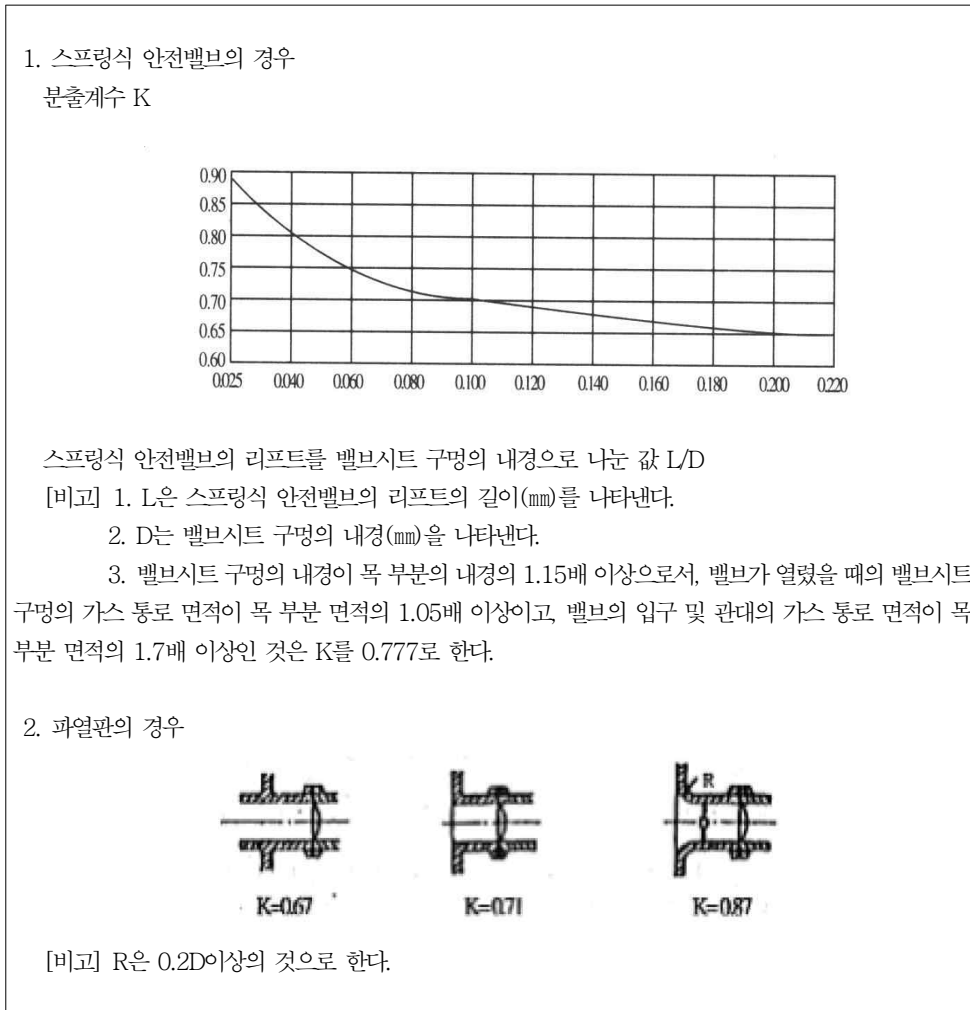 1. 스프링식 안전밸브의 경우
분출계수 K
0.90
0.85
0.80
0.75
0.70
0.65
0.60
0.025 0.040 0.060 0.080 0.100 0.120 0.140 0.160 0.180 0.200 0.220
스프링식 안전밸브의 리프트를 밸브시트 구멍의 내경으로 나눈 값 L/D
[비고] 1. L은 스프링식 안전밸브의 리프트의 길이(㎜)를 나타낸다.
2. D는 밸브시트 구멍의 내경(㎜)을 나타낸다.
3. 밸브시트 구멍의 내경이 목 부분의 내경의 1.15배 이상으로서, 밸브가 열렸을 때의 밸브시트
구멍의 가스 통로 면적이 목 부분 면적의 1.05배 이상이고, 밸브의 입구 및 관대의 가스 통로 면적이 목
부분 면적의 1.7배 이상인 것은 K를 0.777로 한다.
2. 파열판의 경우
R
K=0.67 K=0.71 K=0.87
[비고] R은 0.2D이상의 것으로 한다.